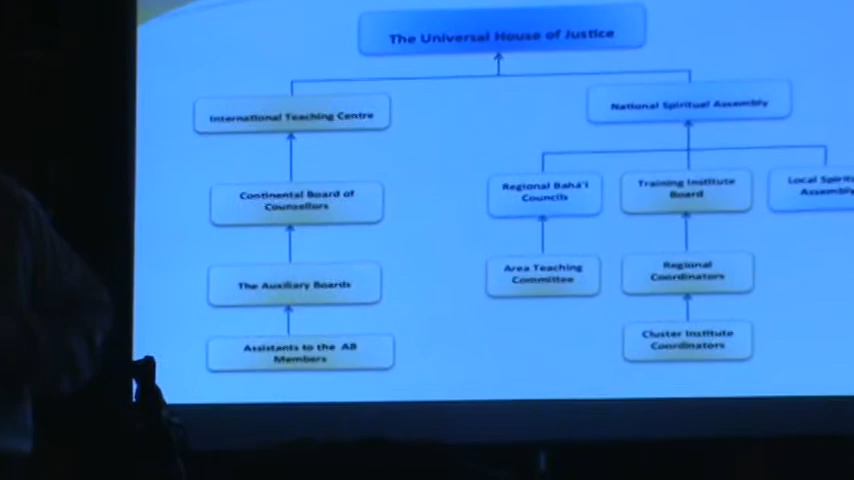 The Universal House of Justice
International Teaching Centre
National Spiritual Assembly
Continental Board of
Counsellors
Regional Baha'i
Councils
Training Institute
Board
Local
Assembly
The Auxiliary Boards
Area Teaching
Committee
Regional
Coordinators
Assistants to the AB
Members
Cluster Institute
Coordinators